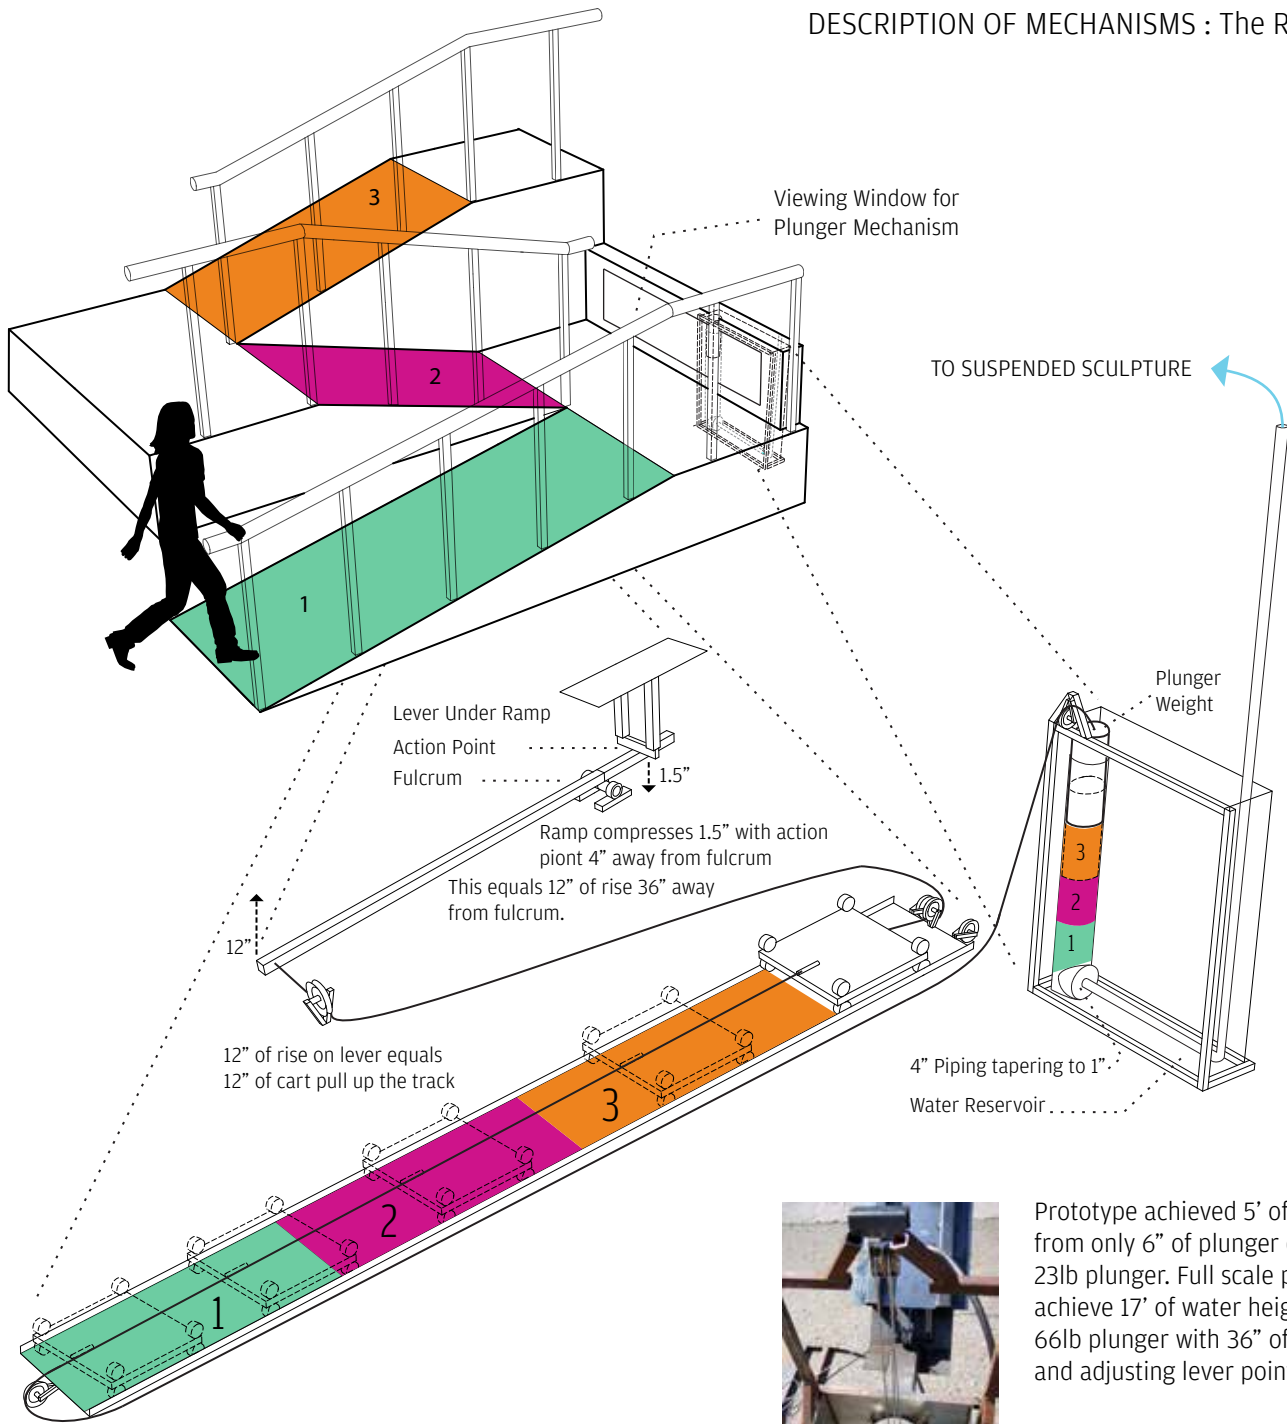 DESCRIPTION OF MECHANISMS : The R
3
Viewing Window for
Plunger Mechanism
2
TO SUSPENDED SCULPTURE
1
Lever Under Ramp
Action Point
Fulcrum
1.5”
Plunger
Weight
Ramp compresses 1.5” with action
piont 4” away from fulcrum
This equals 12” of rise 36” away
from fulcrum.
12”
3
2
1
12” of rise on lever equals
12” of cart pull up the track
4” Piping tapering to 1”
Water Reservoir
3
2
1
Prototype achieved 5’ of
from only 6” of plunger
23lb plunger. Full scale p
achieve 17’ of water heig
66lb plunger with 36” of
and adjusting lever poin